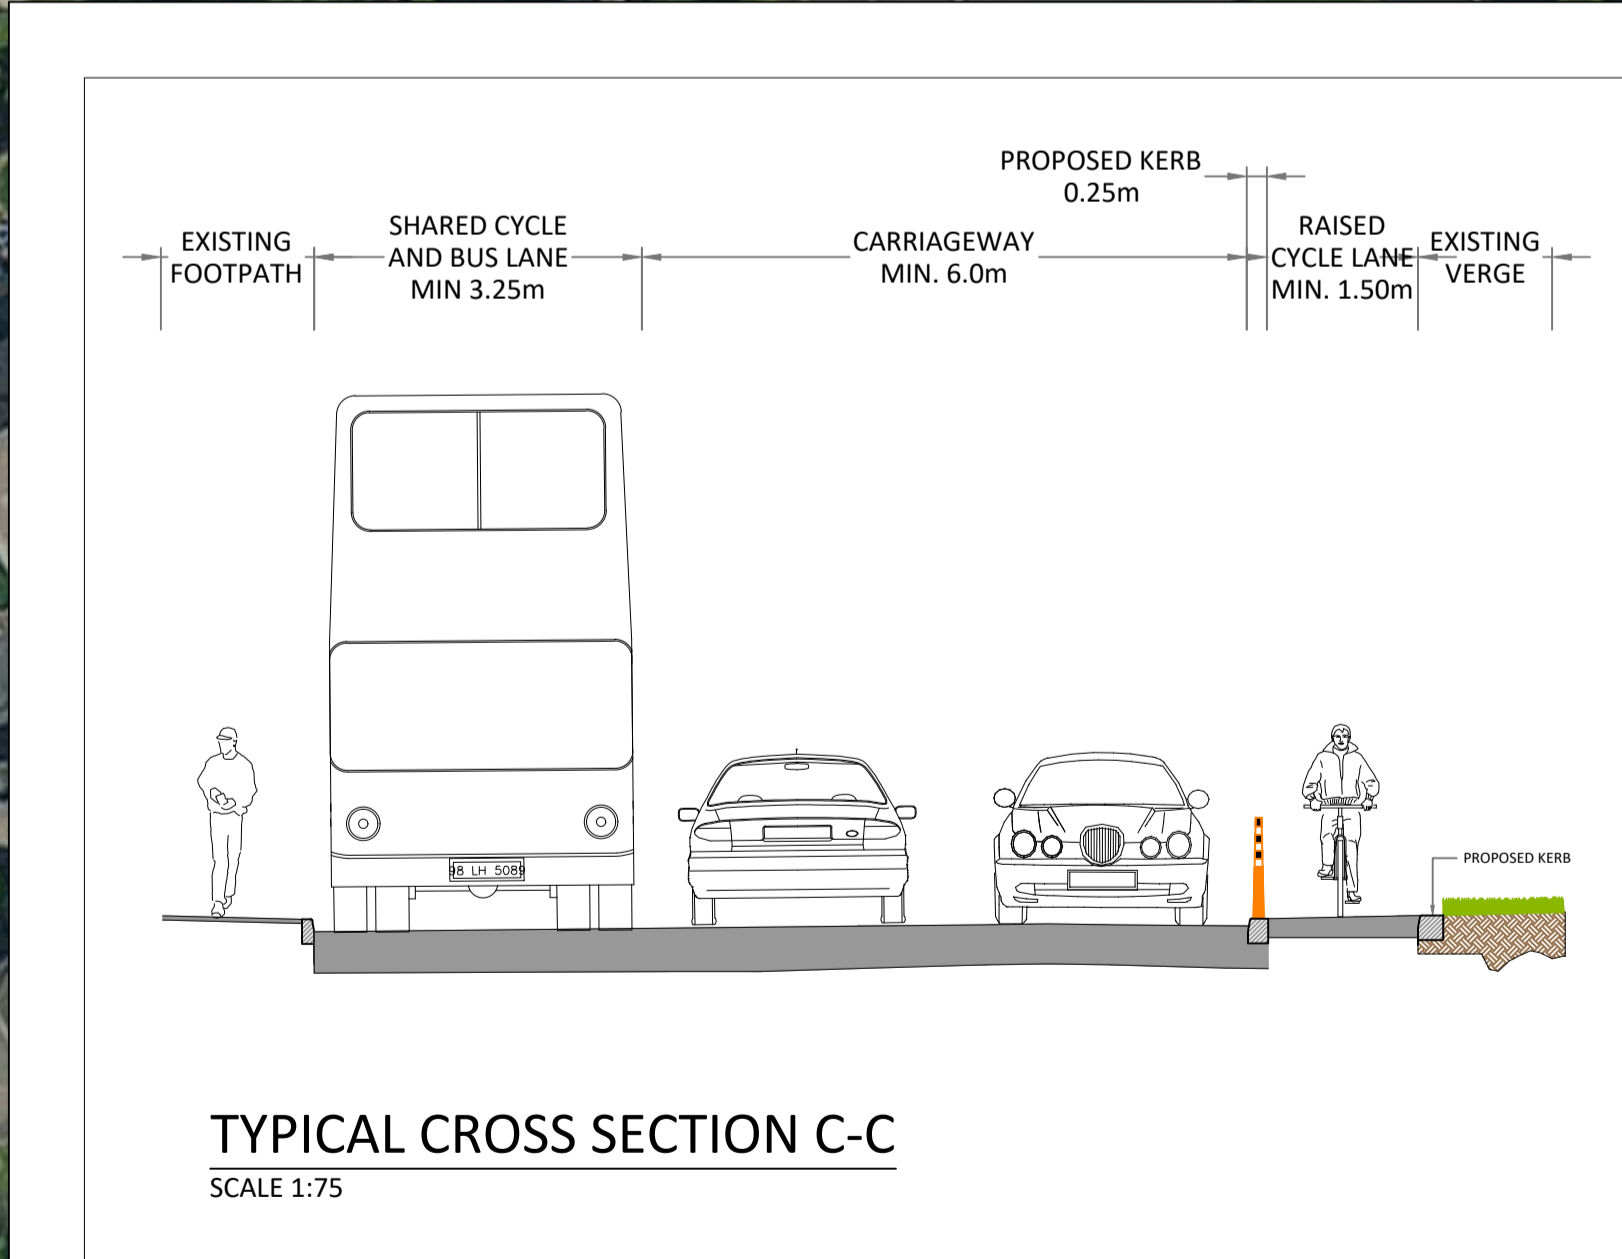 PROPOSED KERB
0.25m
EXISTING
FOOTPATH
SHARED CYCLE
AND BUS LANE
MIN 3.25m
CARRIAGEWAY
MIN. 6.0m
RAISED
CYCLE LANE
MIN. 1.50m
EXISTING
VERGE
98 LH 5089
PROPOSED KERB
TYPICAL CROSS SECTION C-C
SCALE 1:75